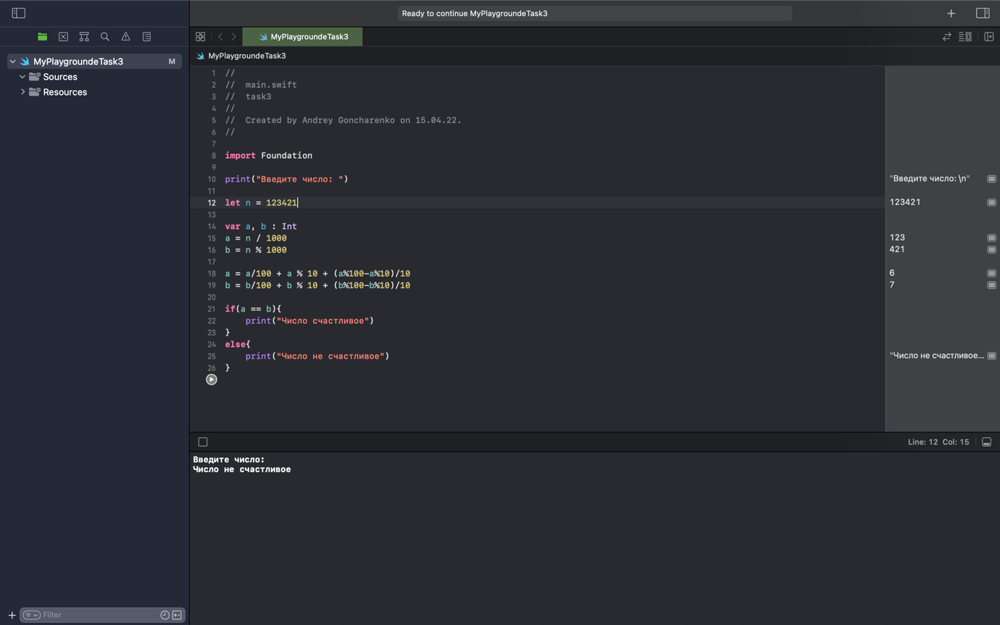 Ready to continue MyPlaygroundeTask3
MyPlaygroundeTask3
MyPlaygroundeTask3 M
Sources
Resources
MyPlaygroundeTask3
1 //
2 //  main.swift
3 //  task3
4 //
5 //  Created by Andrey Goncharenko on 15.04.22.
6 //
7
8 import Foundation
9
10 print("Введите число: ")
11
12 let n = 123421
13
14 var a, b : Int
15 a = n / 1000
16 b = n % 1000
17
18 a = a/100 + a % 10 + (a%100-a%10)/10
19 b = b/100 + b % 10 + (b%100-b%10)/10
20
21 if(a == b){
22     print("Число счастливое")
23 }
24 else{
25     print("Число не счастливое")
26 }
"Введите число: \n"
123421
123
421
6
7
"Число не счастливое...
Line: 12 Col: 15
Введите число:
Число не счастливое
Filter